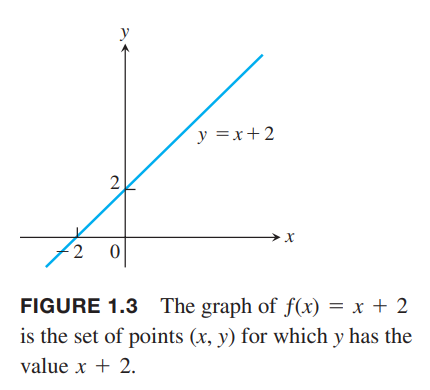 y
y = x + 2
2
x
-2 0
FIGURE 1.3 The graph of f(x) = x + 2
is the set of points (x, y) for which y has the
value x + 2.